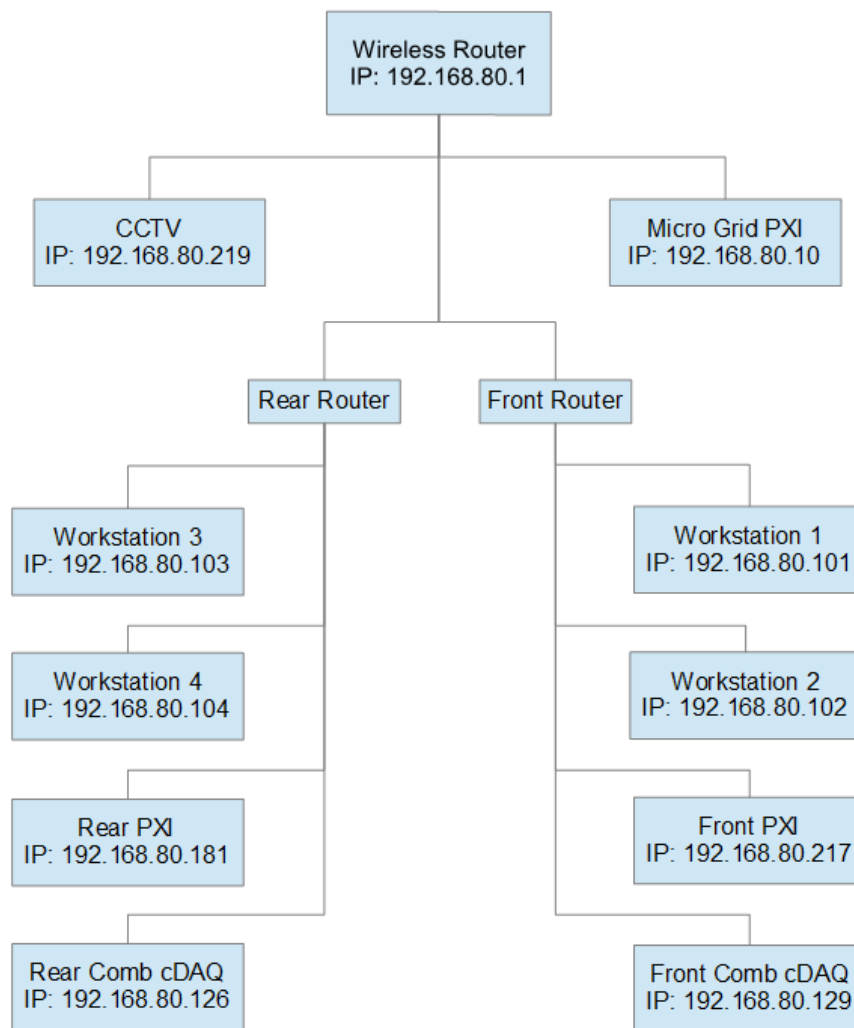 Wireless Router
IP: 192.168.80.1
CCTV
IP: 192.168.80.219
Micro Grid PXI
IP: 192.168.80.10
Rear Router
Front Router
Workstation 3
IP: 192.168.80.103
Workstation 1
IP: 192.168.80.101
Workstation 4
IP: 192.168.80.104
Workstation 2
IP: 192.168.80.102
Rear PXI
IP: 192.168.80.181
Front PXI
IP: 192.168.80.217
Rear Comb cDAQ
IP: 192.168.80.126
Front Comb cDAQ
IP: 192.168.80.129